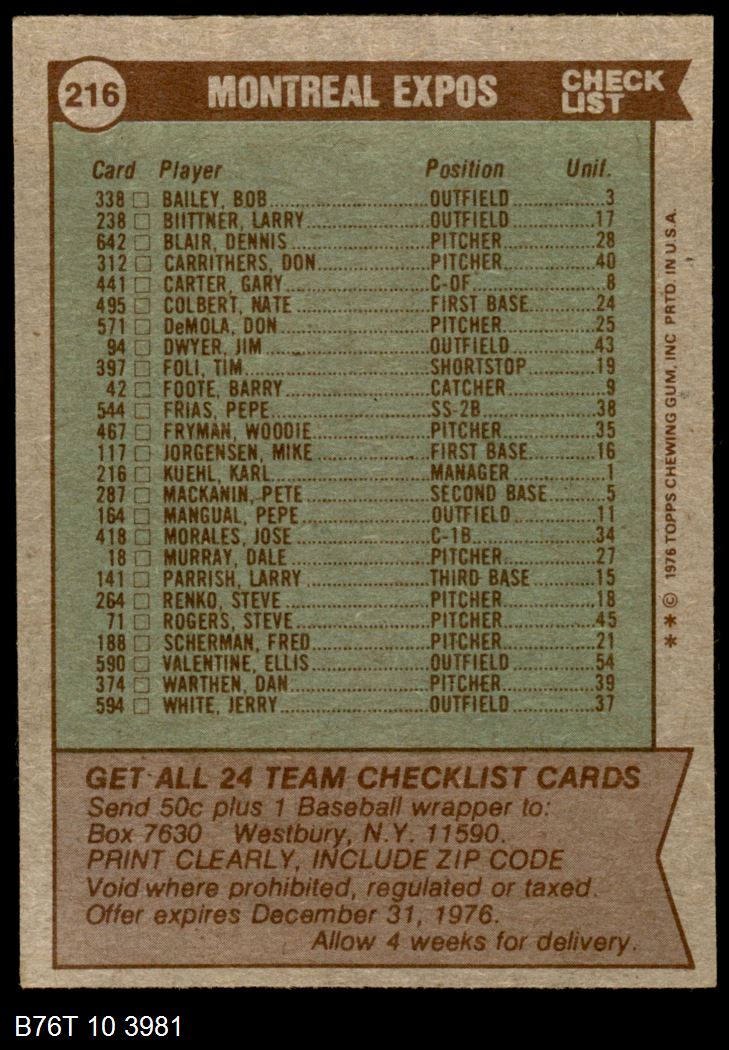 216 MONTREAL EXPOS CHECK LIST
Card Player Position Unif.
338 □ BAILEY, BOB OUTFIELD 3
238 □ BIITTNER, LARRY OUTFIELD 17
642 □ BLAIR, DENNIS PITCHER 28
312 □ CARRITHERS, DON PITCHER 40
441 □ CARTER, GARY C-OF 8
495 □ COLBERT, NATE FIRST BASE 24
571 □ DeMOLA, DON PITCHER 25
94 □ DWYER, JIM OUTFIELD 43
397 □ FOLI, TIM SHORTSTOP 19
42 □ FOOTE, BARRY CATCHER 9
544 □ FRIAS, PEPE SS-2B 38
467 □ FRYMAN, WOODIE PITCHER 35
117 □ JORGENSEN, MIKE FIRST BASE 16
216 □ KUEHL, KARL MANAGER 1
287 □ MACKANIN, PETE SECOND BASE 5
164 □ MANGUAL, PEPE OUTFIELD 11
418 □ MORALES, JOSE C-1B 34
18 □ MURRAY, DALE PITCHER 27
141 □ PARRISH, LARRY THIRD BASE 15
264 □ RENKO, STEVE PITCHER 18
71 □ ROGERS, STEVE PITCHER 45
188 □ SCHERMAN, FRED PITCHER 21
590 □ VALENTINE, ELLIS OUTFIELD 54
374 □ WARTHEN, DAN PITCHER 39
594 □ WHITE, JERRY OUTFIELD 37
* * © 1976 TOPPS CHEWING GUM, INC PRTD. IN U.S.A.
GET ALL 24 TEAM CHECKLIST CARDS
Send 50c plus 1 Baseball wrapper to:
Box 7630 Westbury, N.Y. 11590.
PRINT CLEARLY, INCLUDE ZIP CODE
Void where prohibited, regulated or taxed.
Offer expires December 31, 1976.
Allow 4 weeks for delivery.
B76T 10 3981